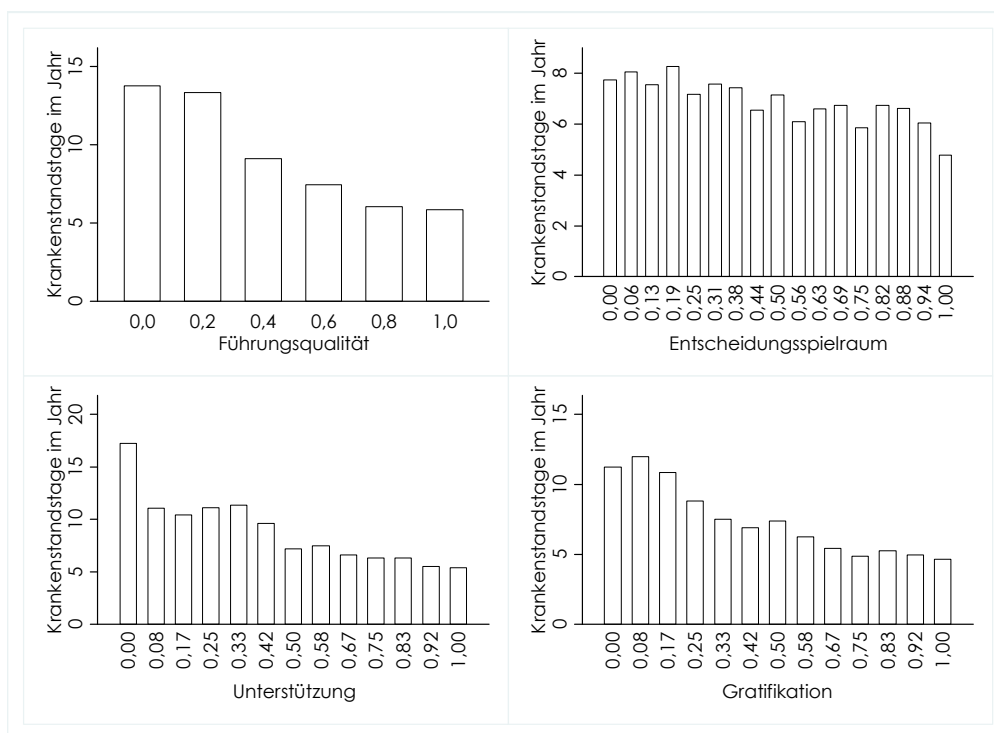 Krankenstandstage im Jahr
15
10
5
0
0,0 0,2 0,4 0,6 0,8 1,0
Führungsqualität
Krankenstandstage im Jahr
8
6
4
2
0
0,00 0,06 0,13 0,19 0,25 0,31 0,38 0,44 0,50 0,56 0,63 0,69 0,75 0,82 0,88 0,94 1,00
Entscheidungsspielraum
Krankenstandstage im Jahr
20
15
10
5
0
0,00 0,08 0,17 0,25 0,33 0,42 0,50 0,58 0,67 0,75 0,83 0,92 1,00
Unterstützung
Krankenstandstage im Jahr
15
10
5
0
0,00 0,08 0,17 0,25 0,33 0,42 0,50 0,58 0,67 0,75 0,83 0,92 1,00
Gratifikation